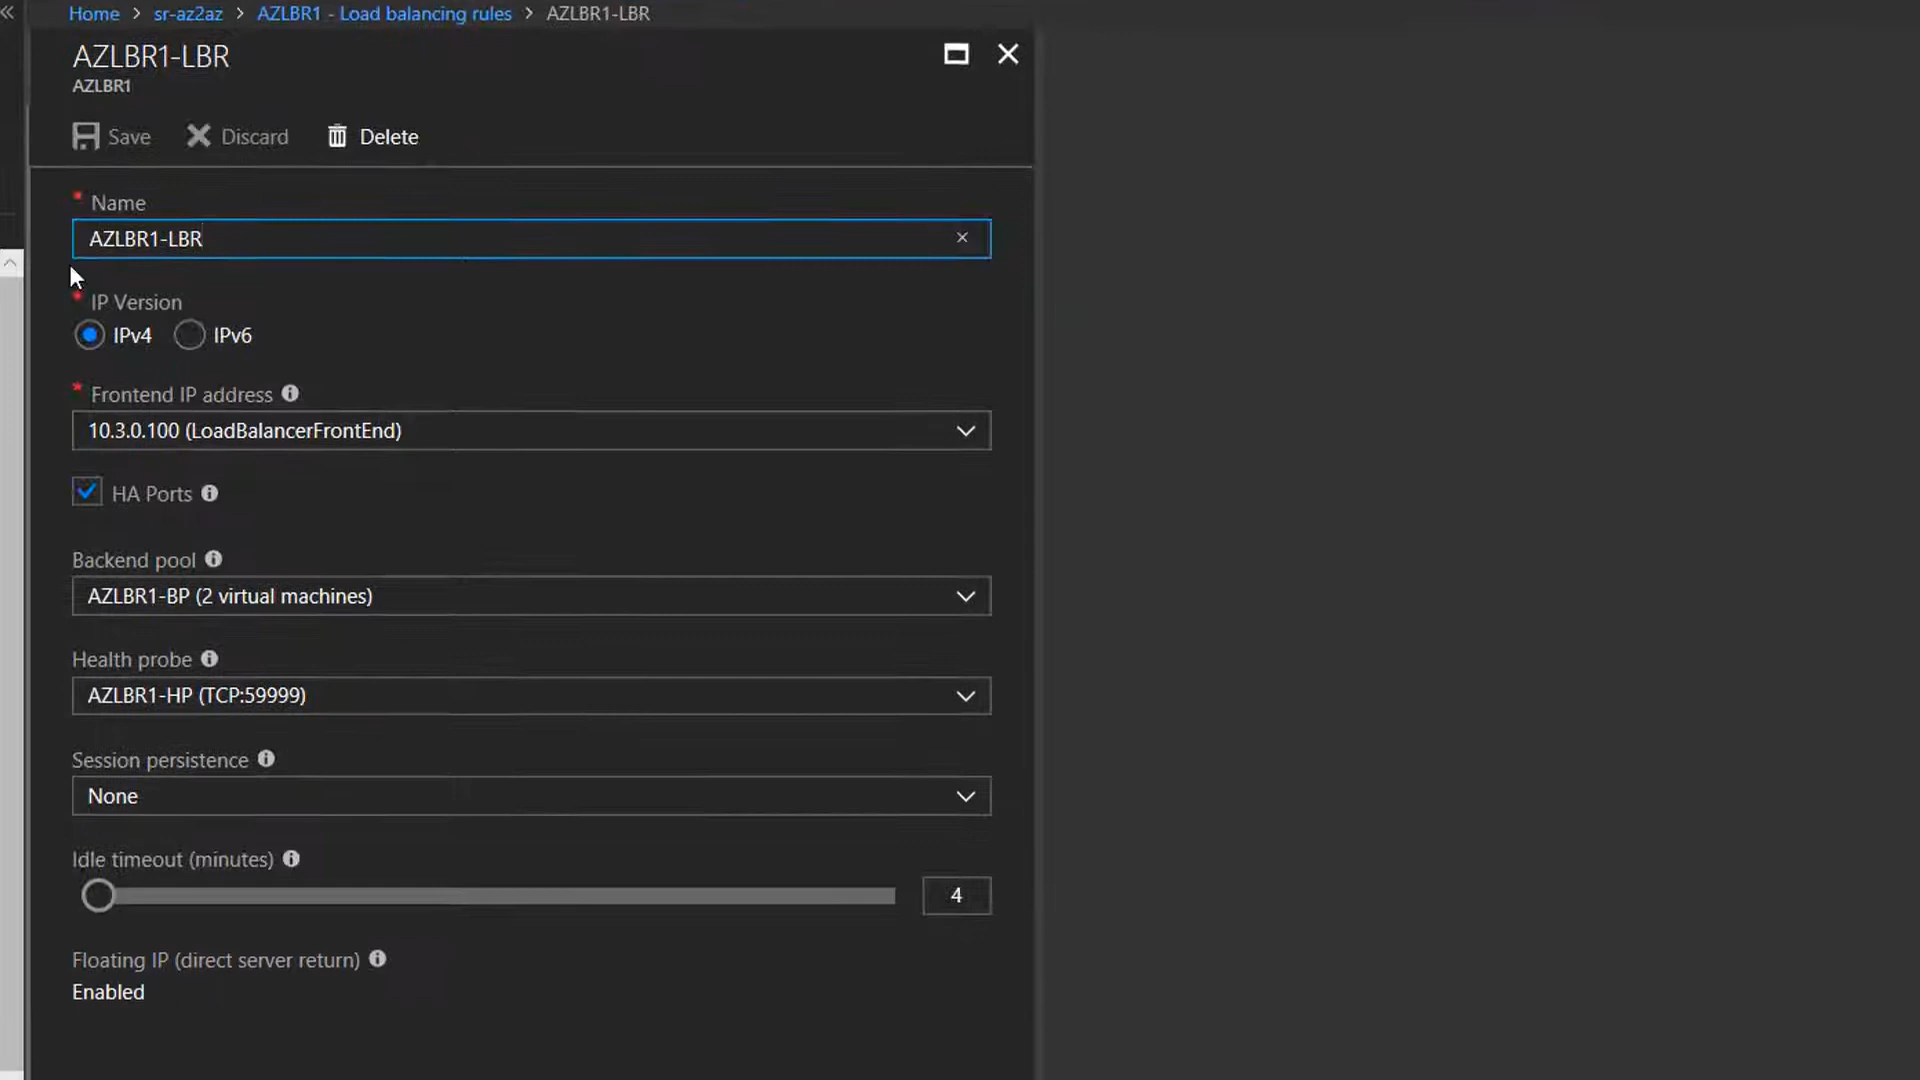 Home > sr-az2az > AZLBR1 - Load balancing rules > AZLBR1-LBR
AZLBR1-LBR
AZLBR1
Save Discard Delete
* Name
AZLBR1-LBR
* IP Version
IPv4 IPv6
* Frontend IP address
10.3.0.100 (LoadBalancerFrontEnd)
HA Ports
Backend pool
AZLBR1-BP (2 virtual machines)
Health probe
AZLBR1-HP (TCP:59999)
Session persistence
None
Idle timeout (minutes)
4
Floating IP (direct server return)
Enabled